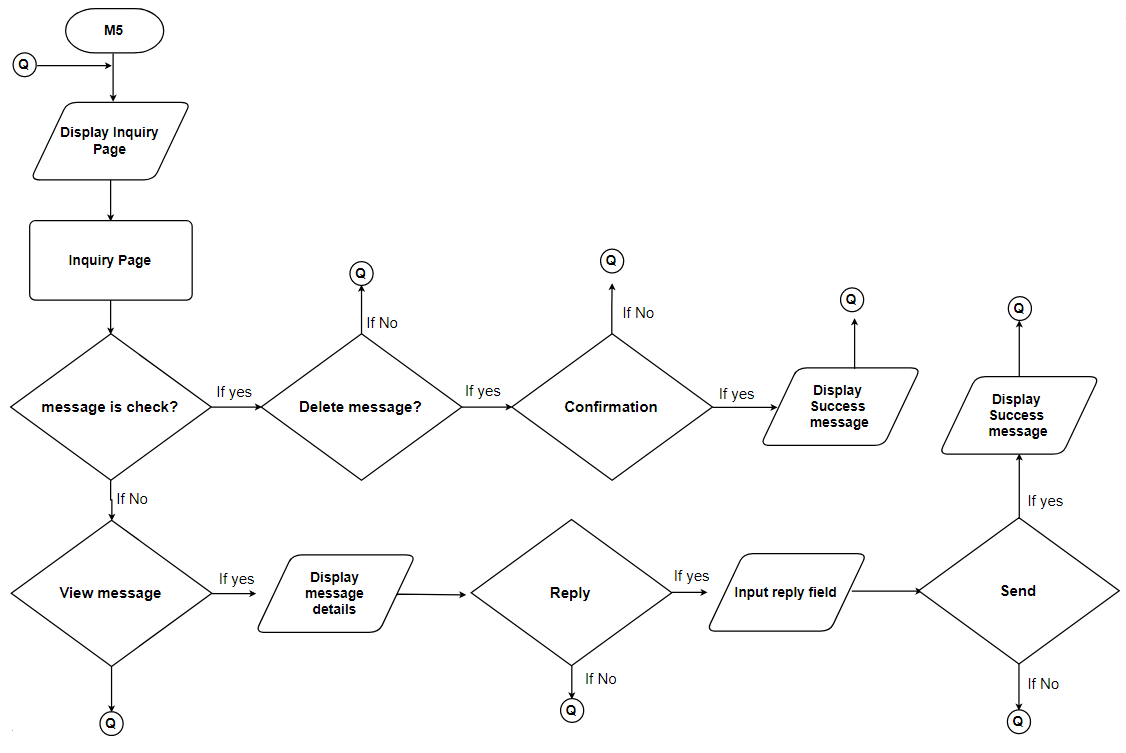 M5
Q
Display Inquiry
Page
Inquiry Page
Q
Q
Q
Q
If No
If No
message is check?
If yes
Delete message?
If yes
Confirmation
If yes
Display
Success
message
Display
Success
message
If No
If yes
View message
If yes
Display
message
details
Reply
If yes
Input reply field
Send
If No
If No
Q
Q
Q